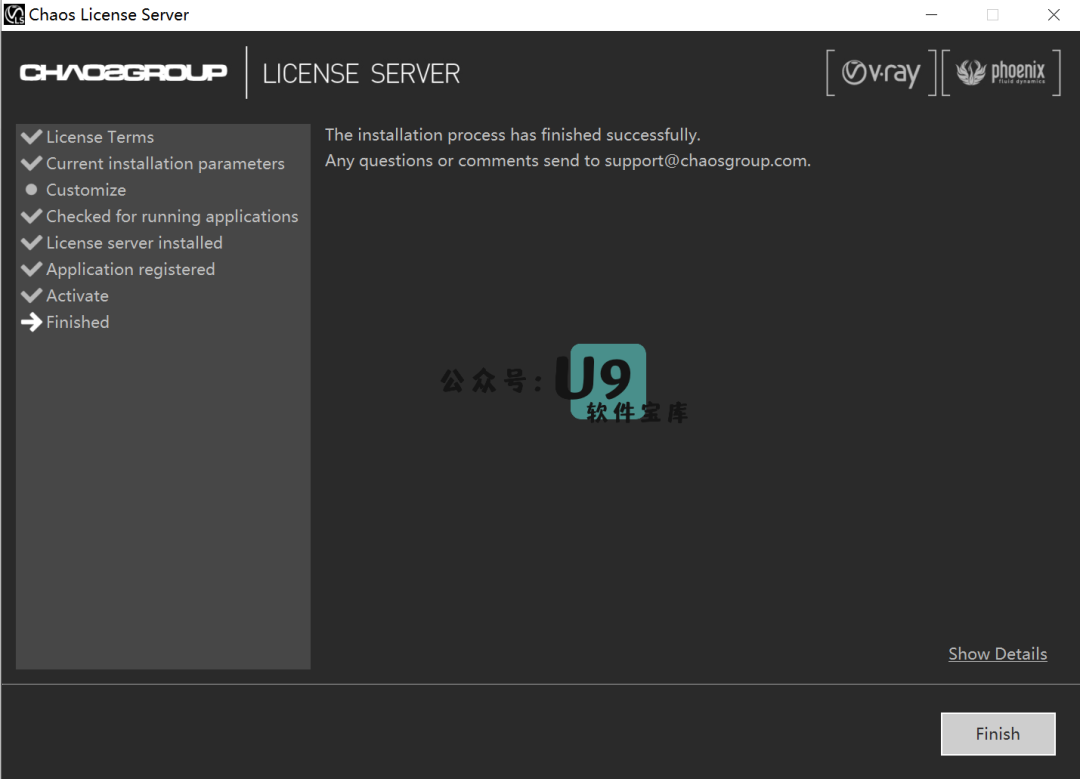 Chaos License Server
CHAOSGROUP LICENSE SERVER
v·ray phoenix
fluid dynamics
License Terms
Current installation parameters
Customize
Checked for running applications
License server installed
Application registered
Activate
Finished
The installation process has finished successfully.
Any questions or comments send to support@chaosgroup.com.
公众号: U9
软件宝库
Show Details
Finish